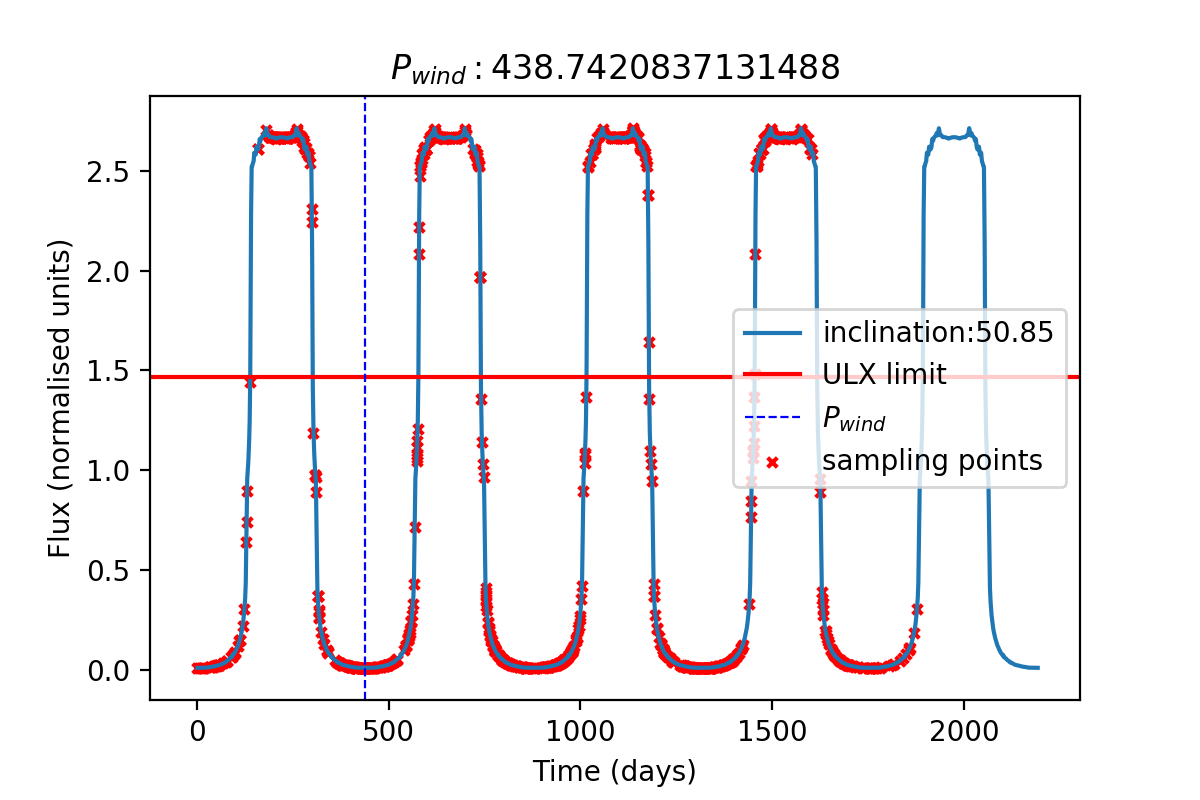 P_wind : 438.7420837131488
Flux (normalised units)
2.5
2.0
1.5
1.0
0.5
0.0
inclination:50.85
ULX limit
P_wind
sampling points
0
500
1000
1500
2000
Time (days)